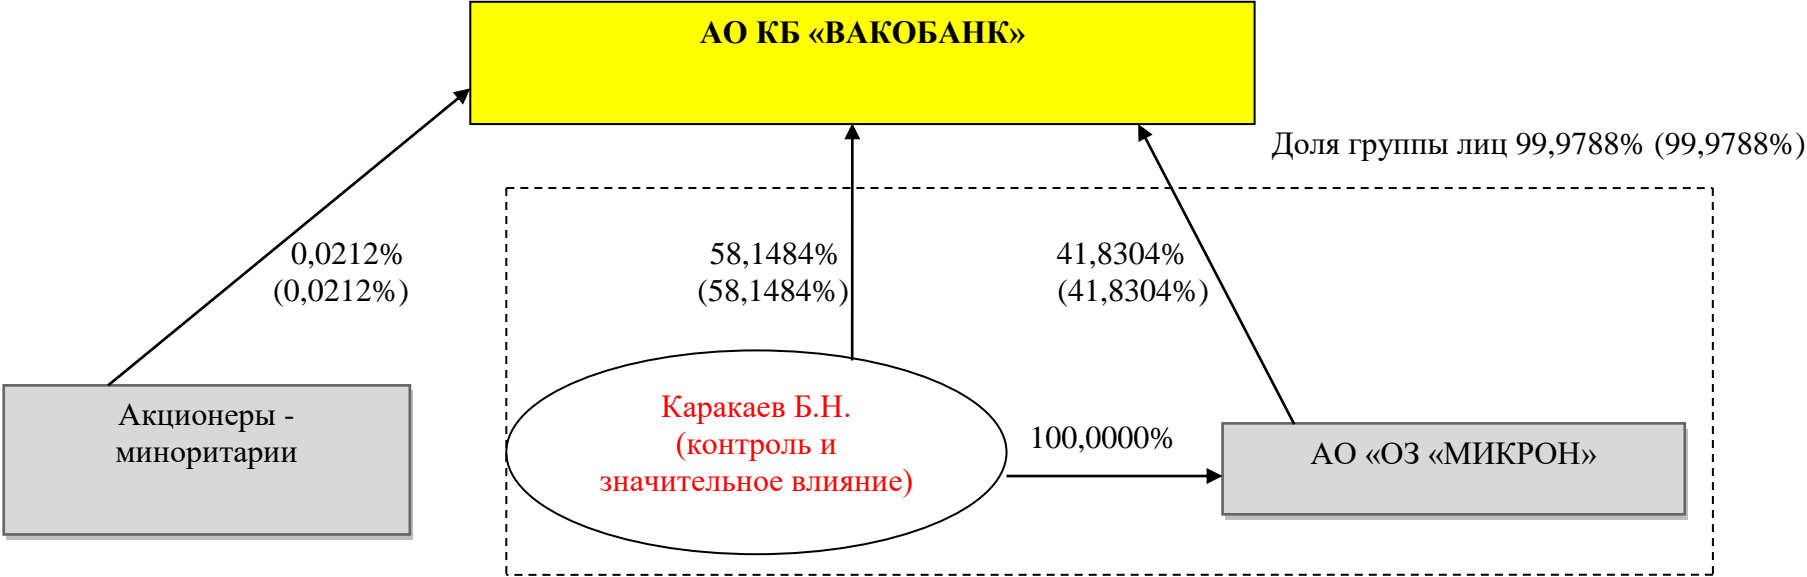 АО КБ «ВАКОБАНК»
Доля группы лиц 99,9788% (99,9788%)
0,0212%
(0,0212%)
58,1484%
(58,1484%)
41,8304%
(41,8304%)
Акционеры -
миноритарии
Каракаев Б.Н.
(контроль и
значительное влияние)
100,0000%
АО «ОЗ «МИКРОН»